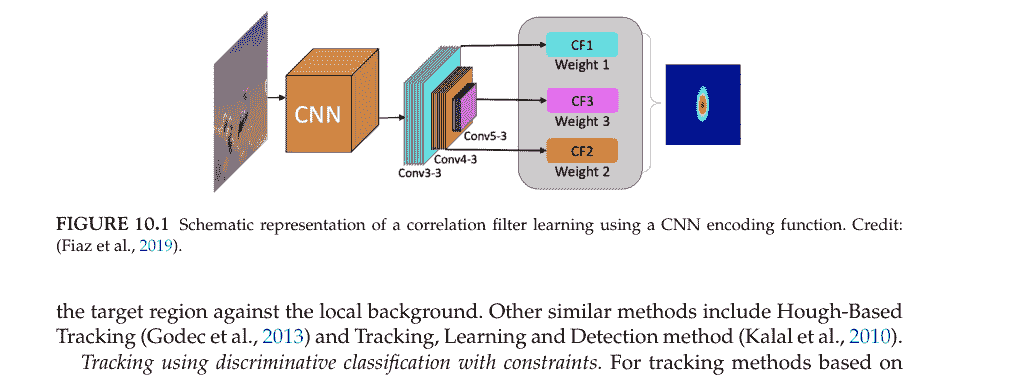 CNN
Conv3-3
Conv4-3
Conv5-3
CF1
Weight 1
CF3
Weight 3
CF2
Weight 2
FIGURE 10.1 Schematic representation of a correlation filter learning using a CNN encoding function. Credit:
(Fiaz et al., 2019).
the target region against the local background. Other similar methods include Hough-Based
Tracking (Godec et al., 2013) and Tracking, Learning and Detection method (Kalal et al., 2010).
Tracking using discriminative classification with constraints. For tracking methods based on